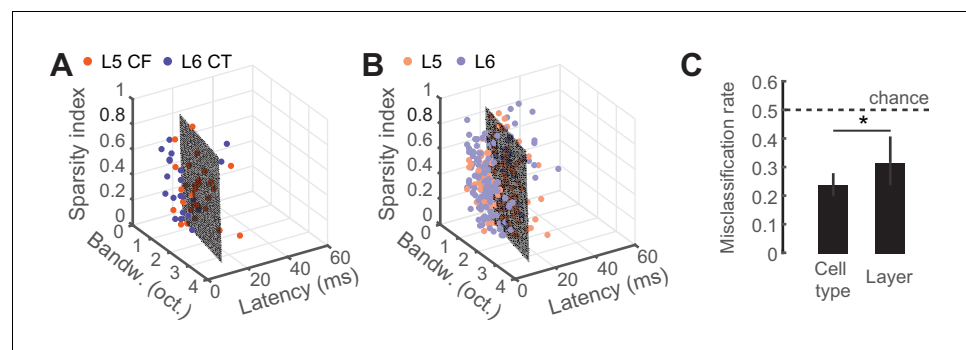 A
L5 CF L6 CT
Sparsity index
1
0.8
0.6
0.4
0.2
0
0
1
2
3
4
Bandw. (oct.)
0
20
40
60
Latency (ms)
B
L5 L6
Sparsity index
1
0.8
0.6
0.4
0.2
0
0
1
2
3
4
Bandw. (oct.)
0
20
40
60
Latency (ms)
C
Misclassification rate
0.6
0.5
0.4
0.3
0.2
0.1
0
chance
*
Cell
type
Layer